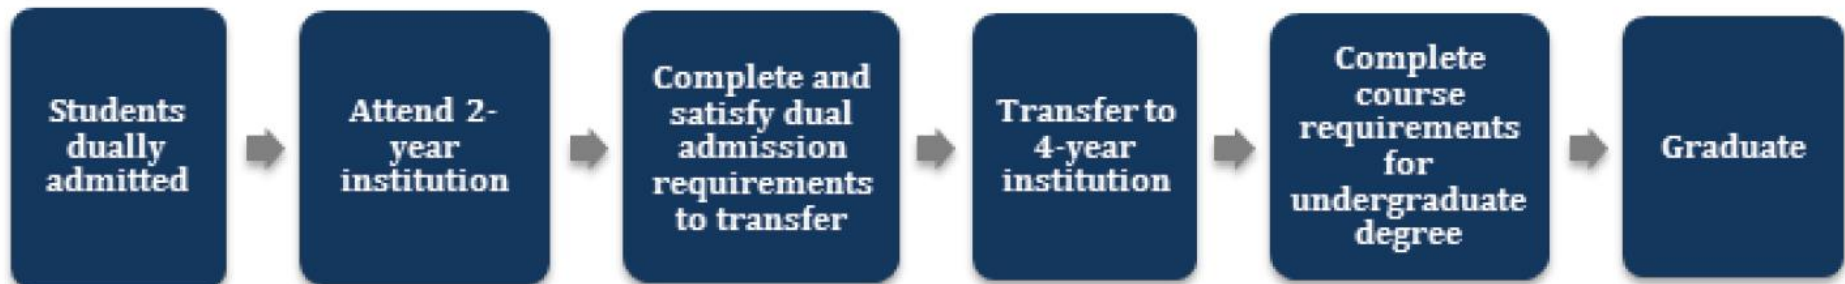 Students
dually
admitted
Attend 2-
year
institution
Complete and
satisfy dual
admission
requirements
to transfer
Transfer to
4-year
institution
Complete
course
requirements
for
undergraduate
degree
Graduate